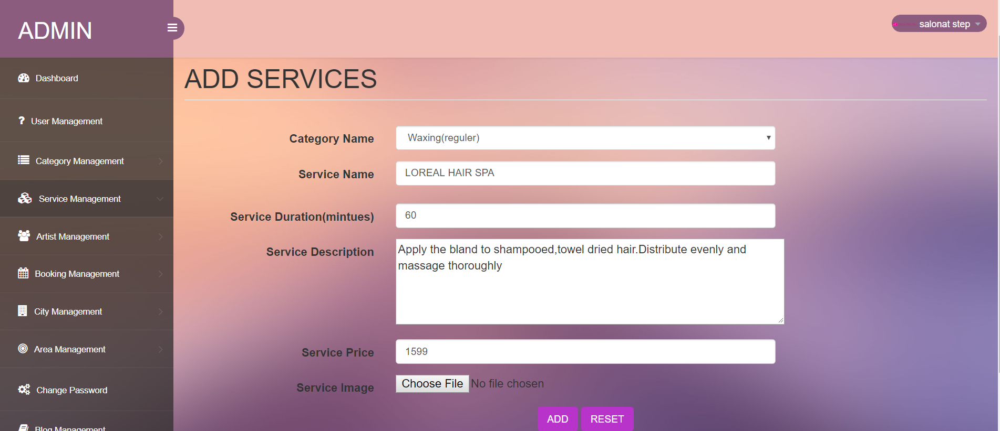 ADMIN
salonat step
Dashboard
User Management
Category Management
Service Management
Artist Management
Booking Management
City Management
Area Management
Change Password
Blog Management
ADD SERVICES
Category Name
Waxing(reguler)
Service Name
LOREAL HAIR SPA
Service Duration(mintues)
60
Service Description
Apply the bland to shampooed,towel dried hair.Distribute evenly and
massage thoroughly
Service Price
1599
Service Image
Choose File No file chosen
ADD RESET